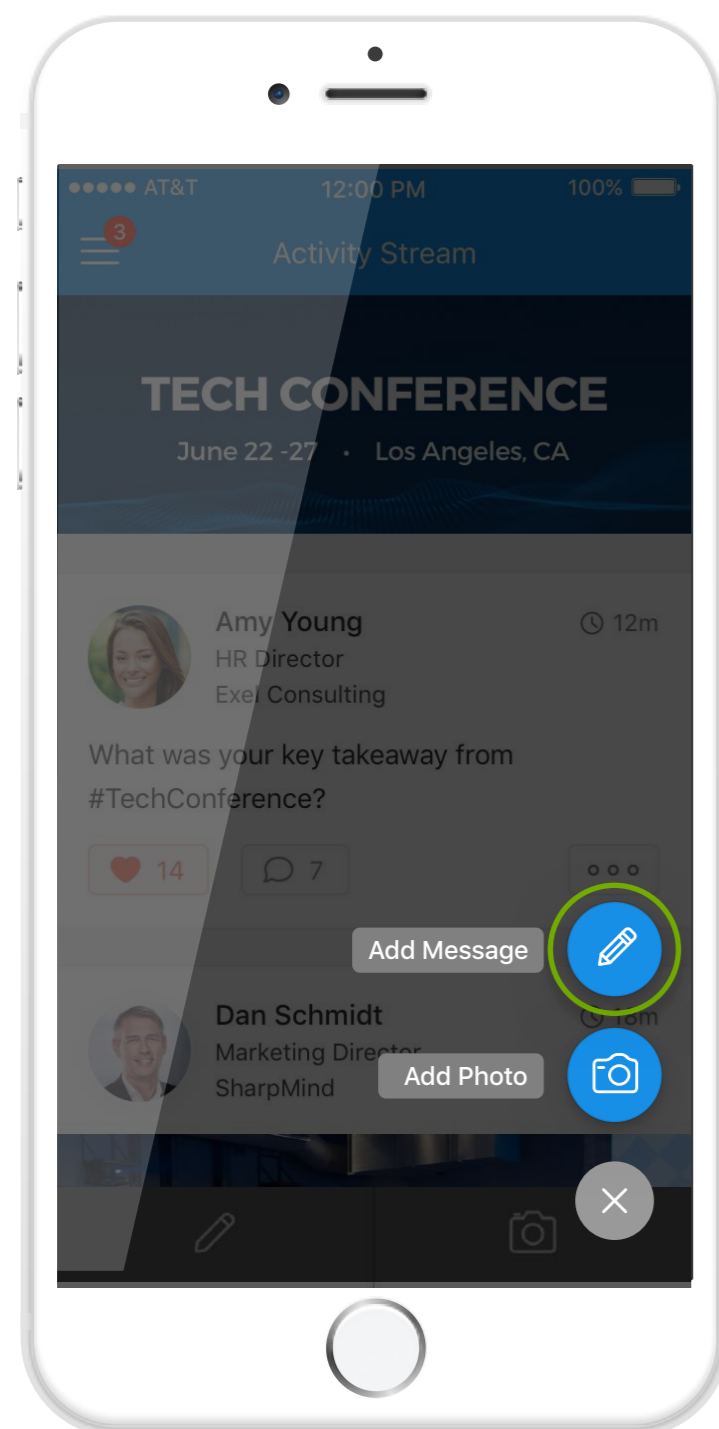 AT&T 12:00 PM 100%
3
Activity Stream
TECH CONFERENCE
June 22 -27 · Los Angeles, CA
Amy Young 12m
HR Director
Exel Consulting
What was your key takeaway from
#TechConference?
14 7
Add Message
Dan Schmidt 18m
Marketing Director
SharpMind
Add Photo